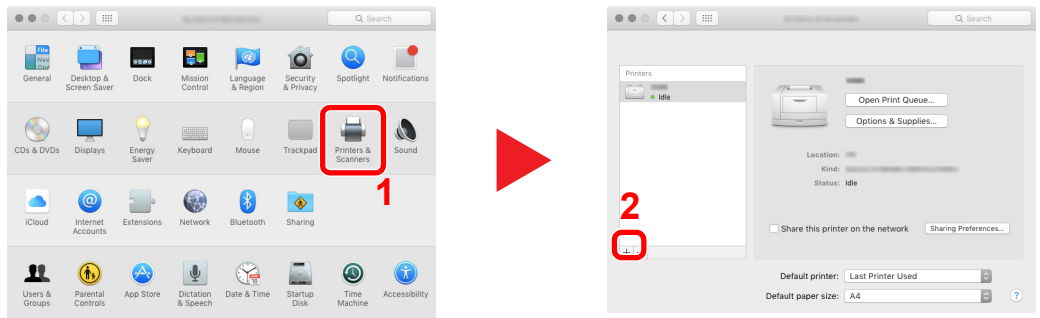 Search
File
New
General
Desktop &
Screen Saver
Dock
Mission
Control
Language
& Region
Security
& Privacy
Spotlight
Notifications
CDs & DVDs
Displays
Energy
Saver
Keyboard
Mouse
Trackpad
Printers &
Scanners
Sound
1
iCloud
Internet
Accounts
Extensions
Network
Bluetooth
Sharing
Users &
Groups
Parental
Controls
App Store
Dictation
& Speech
Date & Time
Startup
Disk
Time
Machine
Accessibility
Search
Printers
Idle
2
+
Open Print Queue...
Options & Supplies...
Location:
Kind:
Status: Idle
Share this printer on the network
Sharing Preferences...
Default printer: Last Printer Used
Default paper size: A4
?